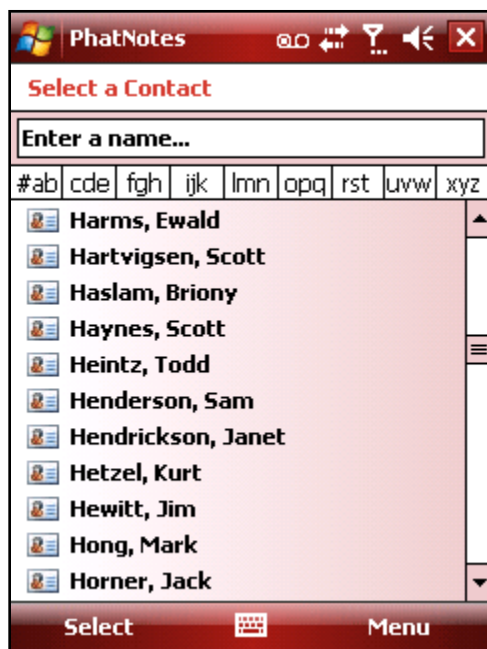 PhatNotes
Select a Contact
Enter a name...
#ab cde fgh ijk lmn opq rst uvw xyz
Harms, Ewald
Hartvigsen, Scott
Haslam, Briony
Haynes, Scott
Heintz, Todd
Henderson, Sam
Hendrickson, Janet
Hetzel, Kurt
Hewitt, Jim
Hong, Mark
Horner, Jack
Select Menu